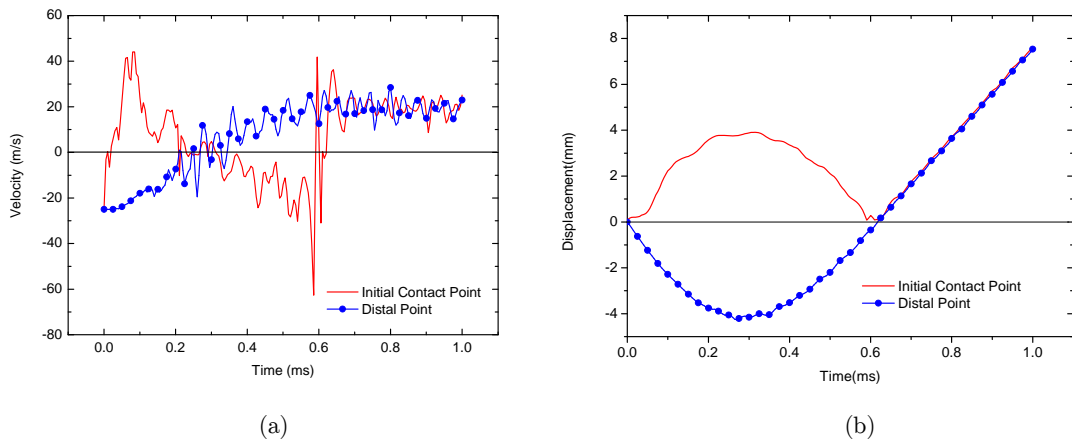 60
40
20
0
-20
-40
-60
-80
Velocity (m/s)
0.0 0.2 0.4 0.6 0.8 1.0
Time (ms)
Initial Contact Point
Distal Point
(a)
8
6
4
2
0
-2
-4
Displacement(mm)
0.0 0.2 0.4 0.6 0.8 1.0
Time(ms)
Initial Contact Point
Distal Point
(b)